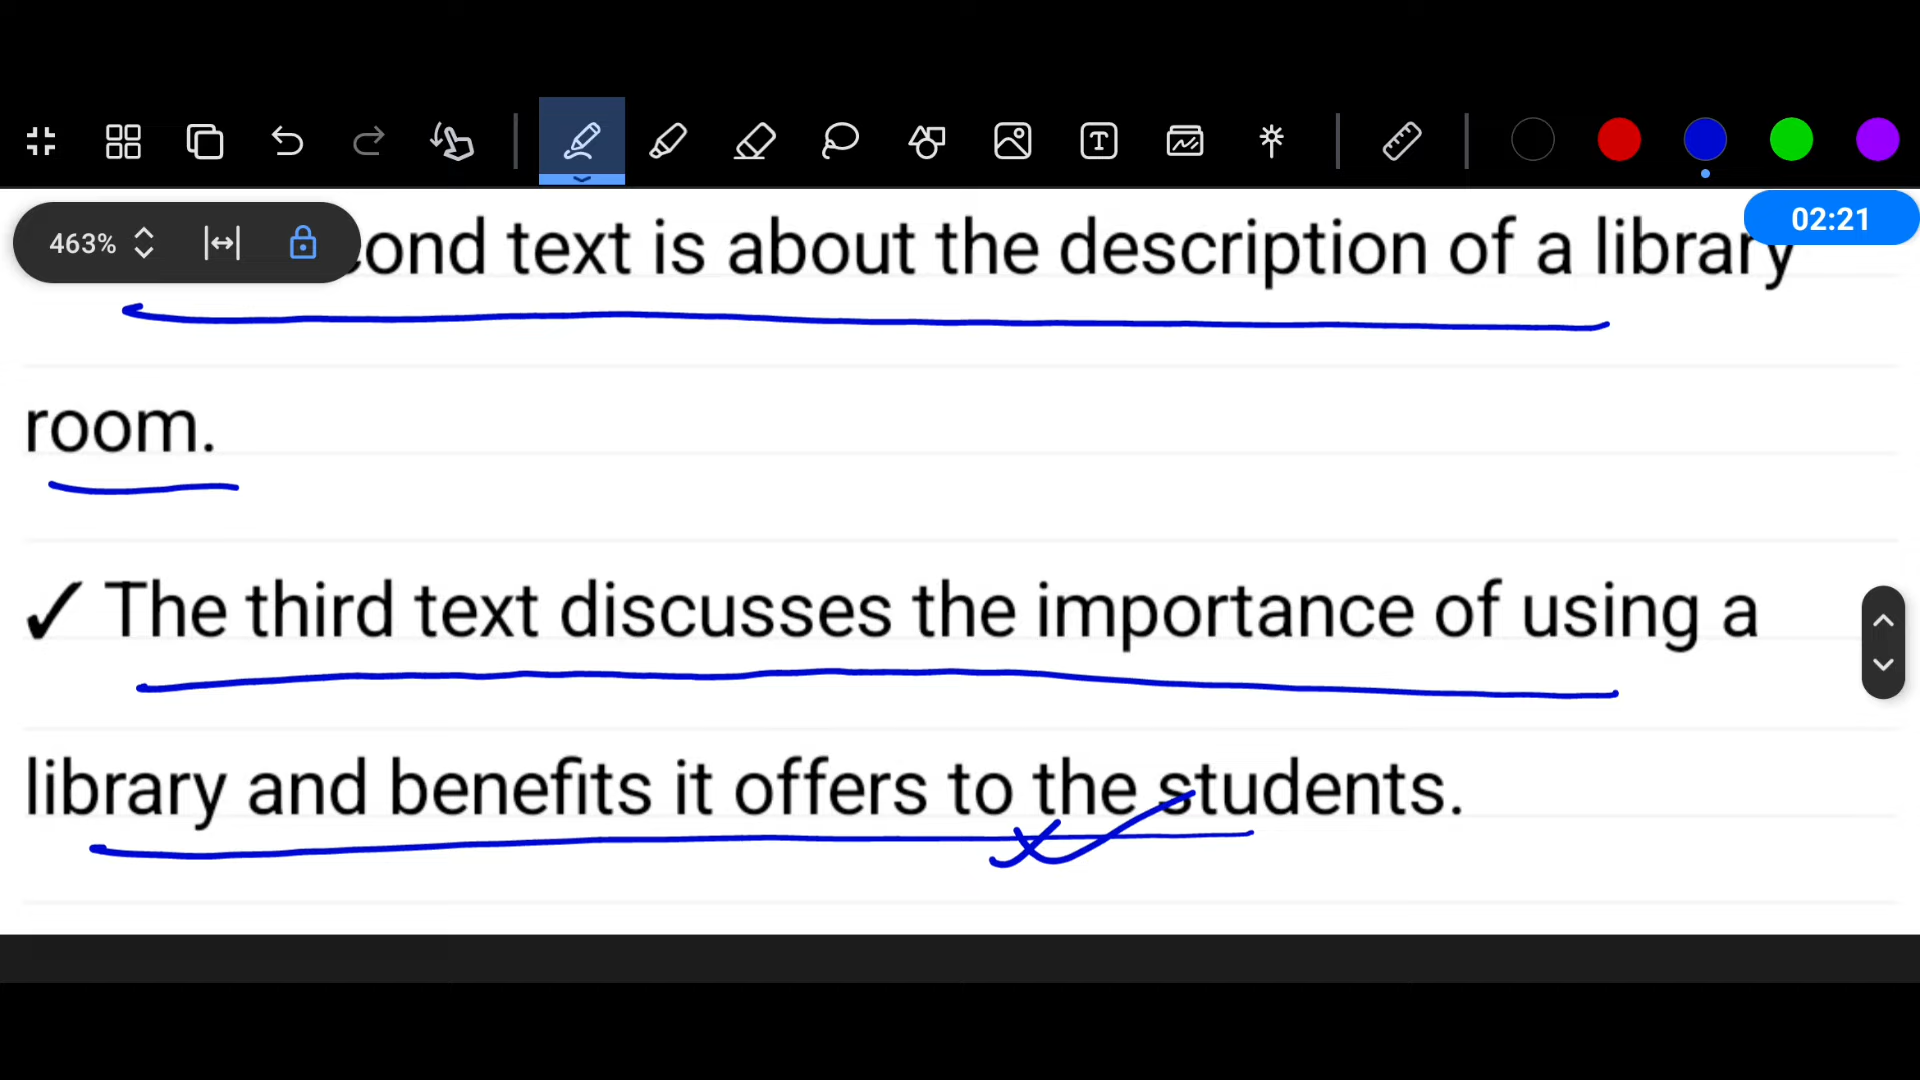 463%
02:21
cond text is about the description of a library
room.
✓ The third text discusses the importance of using a
library and benefits it offers to the students.